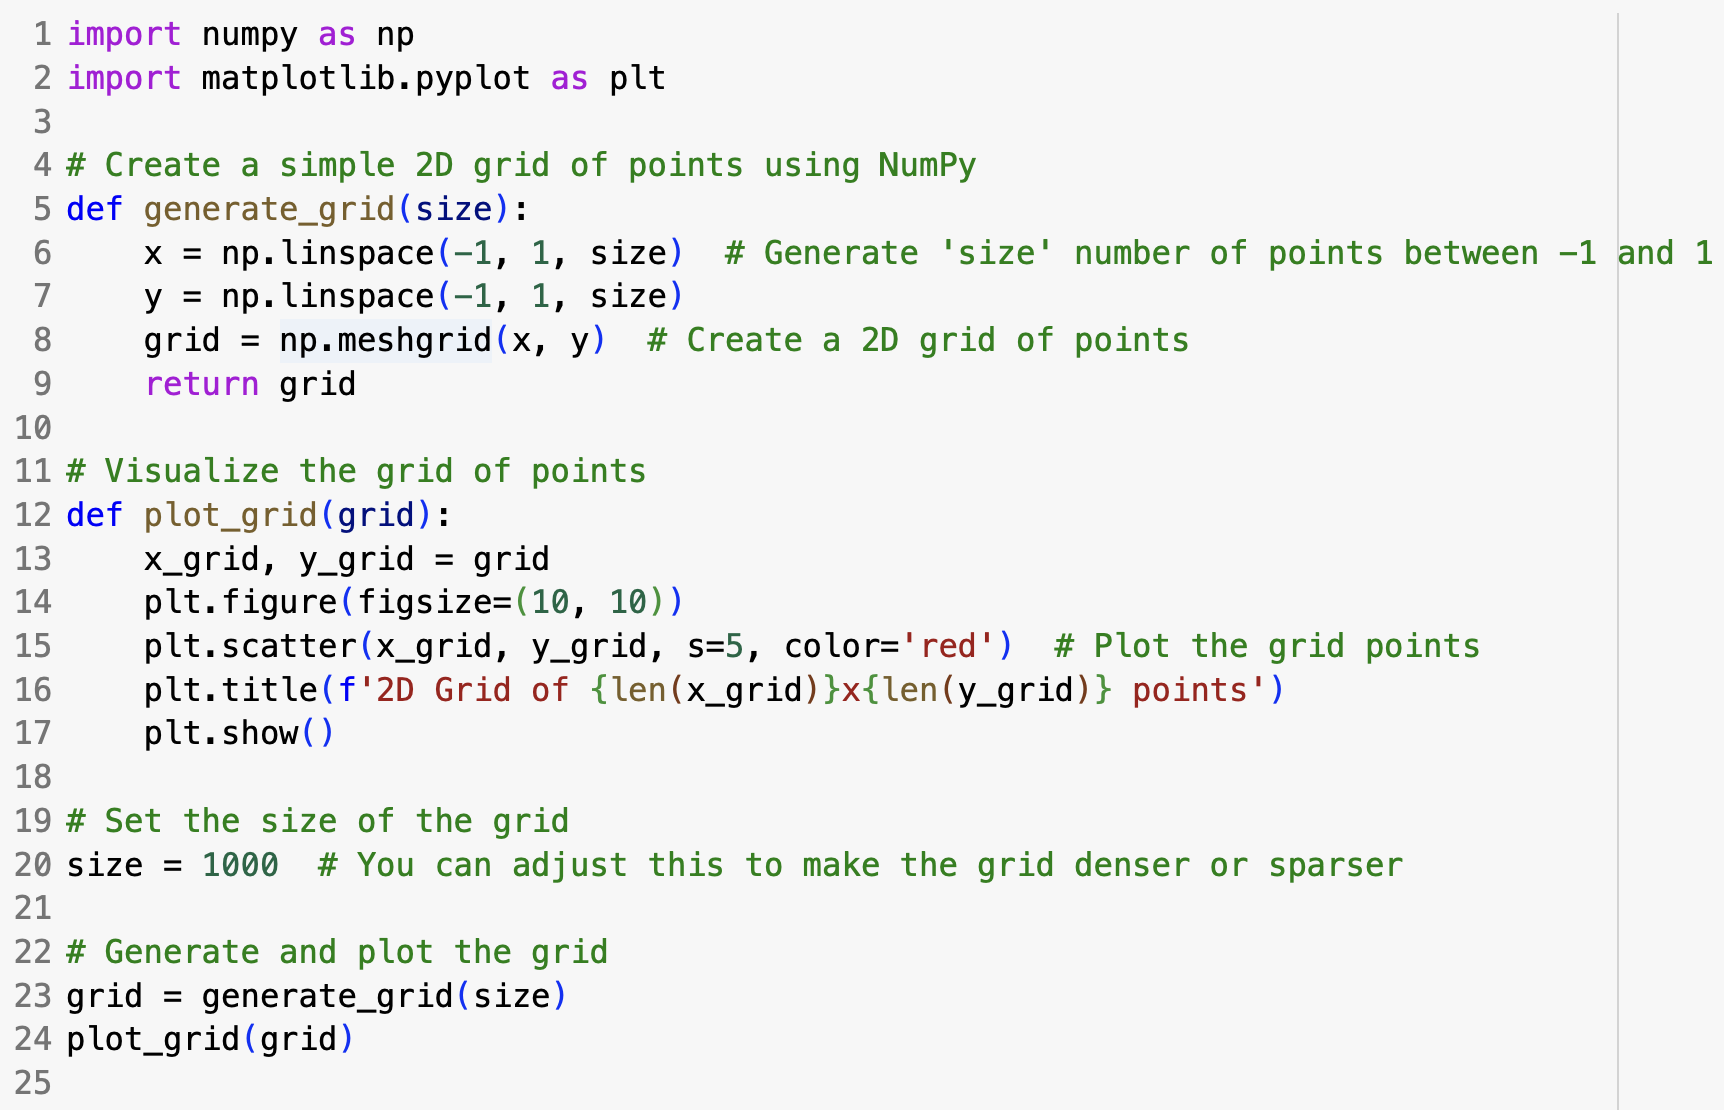 1 import numpy as np
2 import matplotlib.pyplot as plt
3
4 # Create a simple 2D grid of points using NumPy
5 def generate_grid(size):
6     x = np.linspace(-1, 1, size)  # Generate 'size' number of points between -1 and 1
7     y = np.linspace(-1, 1, size)
8     grid = np.meshgrid(x, y)  # Create a 2D grid of points
9     return grid
10
11 # Visualize the grid of points
12 def plot_grid(grid):
13     x_grid, y_grid = grid
14     plt.figure(figsize=(10, 10))
15     plt.scatter(x_grid, y_grid, s=5, color='red')  # Plot the grid points
16     plt.title(f'2D Grid of {len(x_grid)}x{len(y_grid)} points')
17     plt.show()
18
19 # Set the size of the grid
20 size = 1000  # You can adjust this to make the grid denser or sparser
21
22 # Generate and plot the grid
23 grid = generate_grid(size)
24 plot_grid(grid)
25